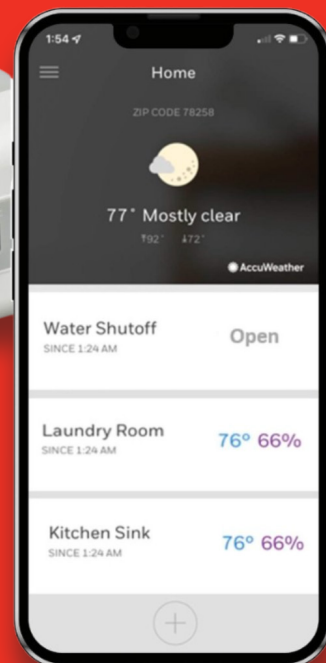 1:54
Home
ZIP CODE 78258
77° Mostly clear
↑92° ↓72°
AccuWeather
Water Shutoff
SINCE 1:24 AM
Open
Laundry Room
SINCE 1:24 AM
76° 66%
Kitchen Sink
SINCE 1:24 AM
76° 66%